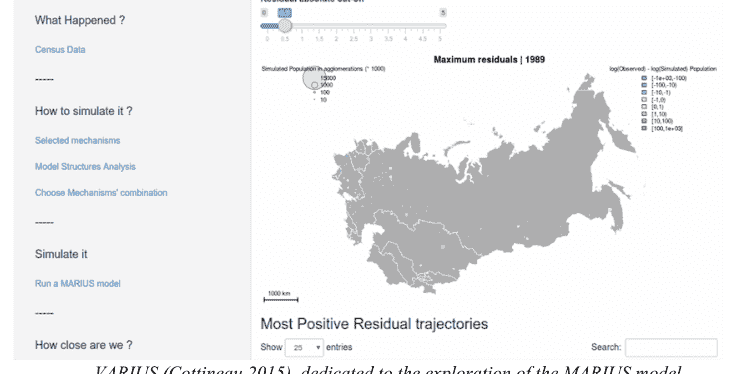 What Happened ?
Census Data
-----
How to simulate it ?
Selected mechanisms
Model Structures Analysis
Choose Mechanisms' combination
-----
Simulate it
Run a MARIUS model
-----
How close are we ?
0
5
0 0.5 1 1.5 2 2.5 3 3.5 4 4.5 5
Maximum residuals | 1989
Simulated Population in agglomerations (* 1000)
15000
1000
100
10
log(Observed) - log(Simulated) Population
[-1e+03,-100)
[-100,-10)
[-10,-1)
[-1,0)
[0,1)
[1,10)
[10,100)
[100,1e+03]
1000 km
Most Positive Residual trajectories
Show 25 entries
Search:
VARIUS (Cottineau 2015), dedicated to the exploration of the MARIUS model